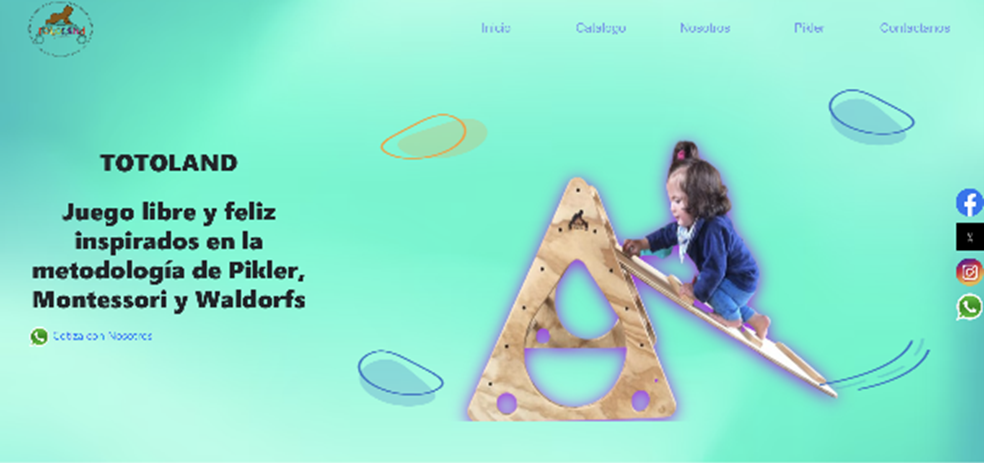 Inicio Catalogo Nosotros Pikler Contactanos
TOTOLAND
Juego libre y feliz
inspirados en la
metodología de Pikler,
Montessori y Waldorfs
Cotiza con Nosotros